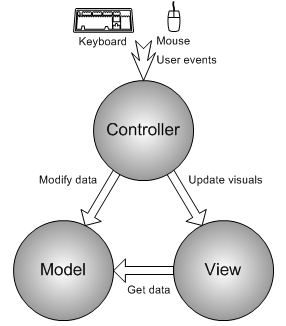 Keyboard
Mouse
User events
Controller
Modify data
Update visuals
Model
View
Get data